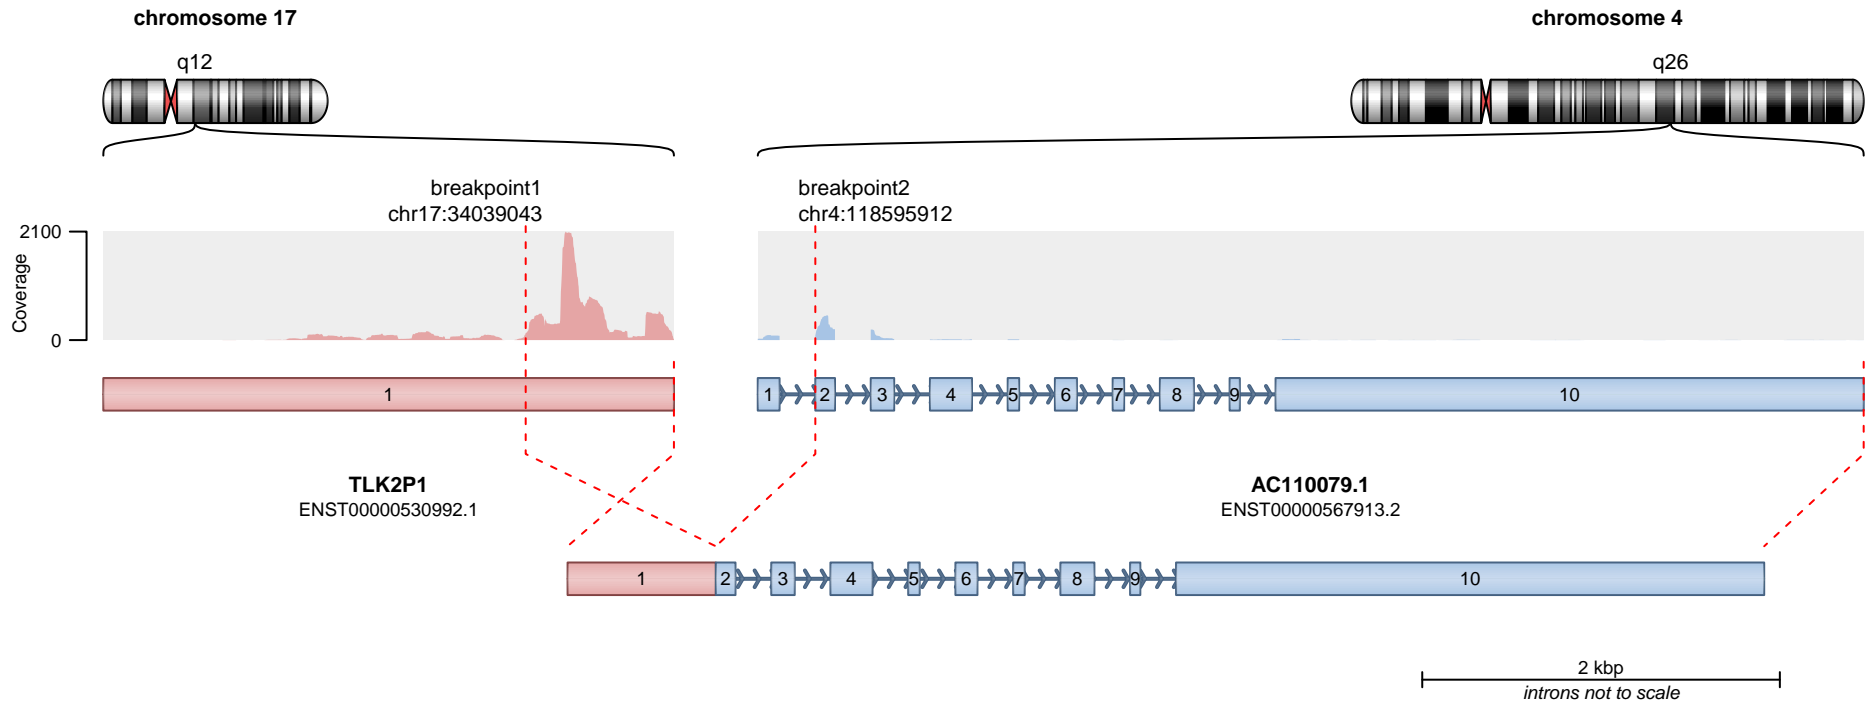 chromosome 17
chromosome 4
q12
q26
breakpoint1
chr17:34039043
breakpoint2
chr4:118595912
2100
Coverage
0
1
1 2 3 4 5 6 7 8 9 10
TLK2P1
ENST00000530992.1
AC110079.1
ENST00000567913.2
1 2 3 4 5 6 7 8 9 10
2 kbp
introns not to scale